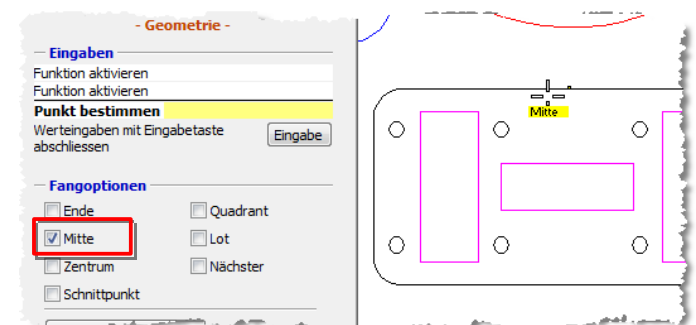 - Geometrie -
Eingaben
Funktion aktivieren
Funktion aktivieren
Punkt bestimmen
Werteingaben mit Eingabetaste
abschliessen
Eingabe
Fangoptionen
Ende
Quadrant
Mitte
Lot
Zentrum
Nächster
Schnittpunkt
Mitte